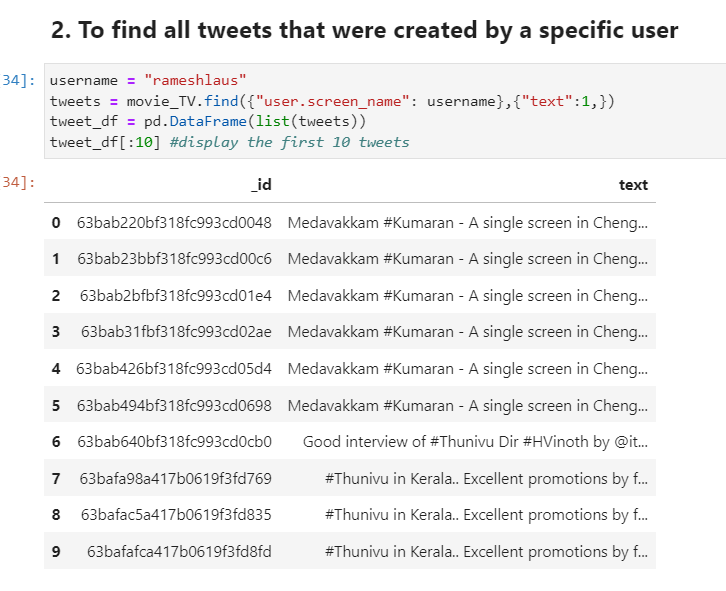 2. To find all tweets that were created by a specific user
34]: username = "rameshlaus"
tweets = movie_TV.find({"user.screen_name": username},{"text":1,})
tweet_df = pd.DataFrame(list(tweets))
tweet_df[:10] #display the first 10 tweets
34]: _id text
0 63bab220bf318fc993cd0048 Medavakkam #Kumaran - A single screen in Cheng...
1 63bab23bbf318fc993cd00c6 Medavakkam #Kumaran - A single screen in Cheng...
2 63bab2bfbf318fc993cd01e4 Medavakkam #Kumaran - A single screen in Cheng...
3 63bab31fbf318fc993cd02ae Medavakkam #Kumaran - A single screen in Cheng...
4 63bab426bf318fc993cd05d4 Medavakkam #Kumaran - A single screen in Cheng...
5 63bab494bf318fc993cd0698 Medavakkam #Kumaran - A single screen in Cheng...
6 63bab640bf318fc993cd0cb0 Good interview of #Thunivu Dir #HVinoth by @it...
7 63bafa98a417b0619f3fd769 #Thunivu in Kerala.. Excellent promotions by f...
8 63bafac5a417b0619f3fd835 #Thunivu in Kerala.. Excellent promotions by f...
9 63bafafca417b0619f3fd8fd #Thunivu in Kerala.. Excellent promotions by f...